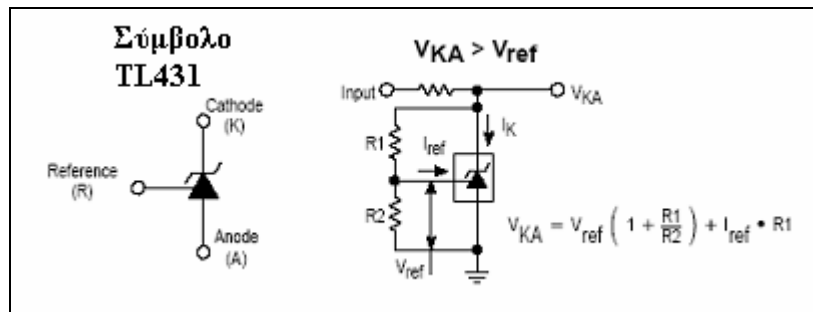 Σύμβολο
TL431
Cathode
(K)
Reference
(R)
Anode
(A)
VKA > Vref
Input
VKA
IK
R1
Iref
R2
Vref
VKA = Vref ( 1 + R1/R2 ) + Iref • R1